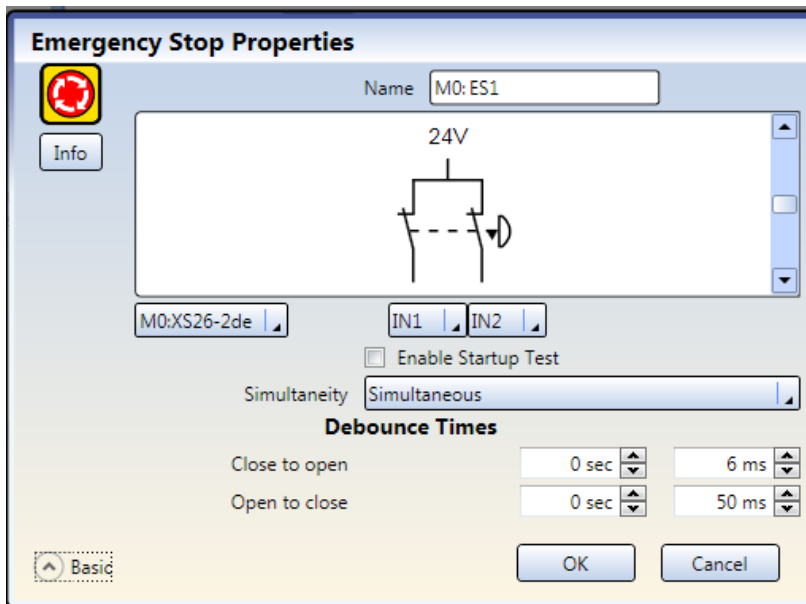 Emergency Stop Properties
Name M0: ES1
Info
24V
M0:XS26-2de IN1 IN2
Enable Startup Test
Simultaneity Simultaneous
Debounce Times
Close to open 0 sec 6 ms
Open to close 0 sec 50 ms
Basic OK Cancel